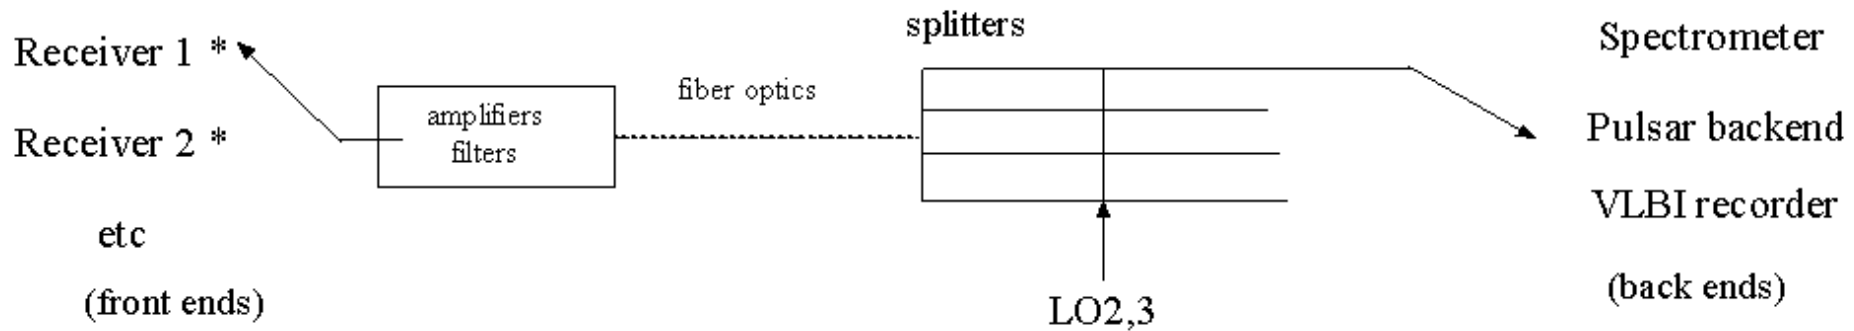 Receiver 1 *
Receiver 2 *
etc
(front ends)
amplifiers
filters
fiber optics
splitters
LO2,3
Spectrometer
Pulsar backend
VLBI recorder
(back ends)